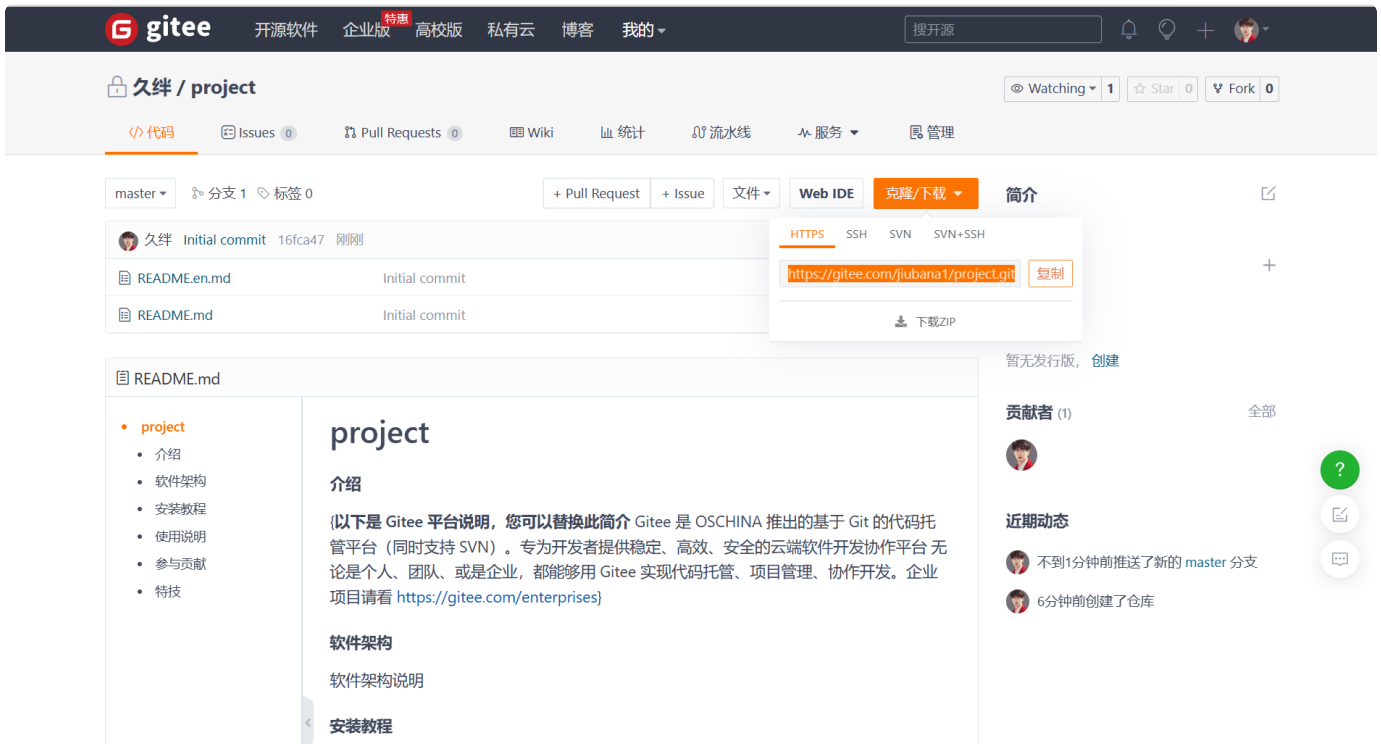 gitee 开源软件 企业版 特惠 高校版 私有云 博客 我的 搜开源
久绊 / project Watching 1 Star 0 Fork 0
代码 Issues 0 Pull Requests 0 Wiki 统计 流水线 服务 管理
master 分支 1 标签 0 + Pull Request + Issue 文件 Web IDE 克隆/下载 简介
久绊 Initial commit 16fca47 刚刚
HTTPS SSH SVN SVN+SSH
https://gitee.com/jiubana1/project.git 复制
下载ZIP
README.en.md Initial commit
README.md Initial commit
暂无发行版， 创建
README.md
贡献者 (1) 全部
project
介绍
软件架构
安装教程
使用说明
参与贡献
特技
project
介绍
{以下是 Gitee 平台说明，您可以替换此简介 Gitee 是 OSCHINA 推出的基于 Git 的代码托
管平台（同时支持 SVN）。专为开发者提供稳定、高效、安全的云端软件开发协作平台 无
论是个人、团队、或是企业，都能够用 Gitee 实现代码托管、项目管理、协作开发。企业
项目请看 https://gitee.com/enterprises}
软件架构
软件架构说明
安装教程
近期动态
不到1分钟前推送了新的 master 分支
6分钟前创建了仓库